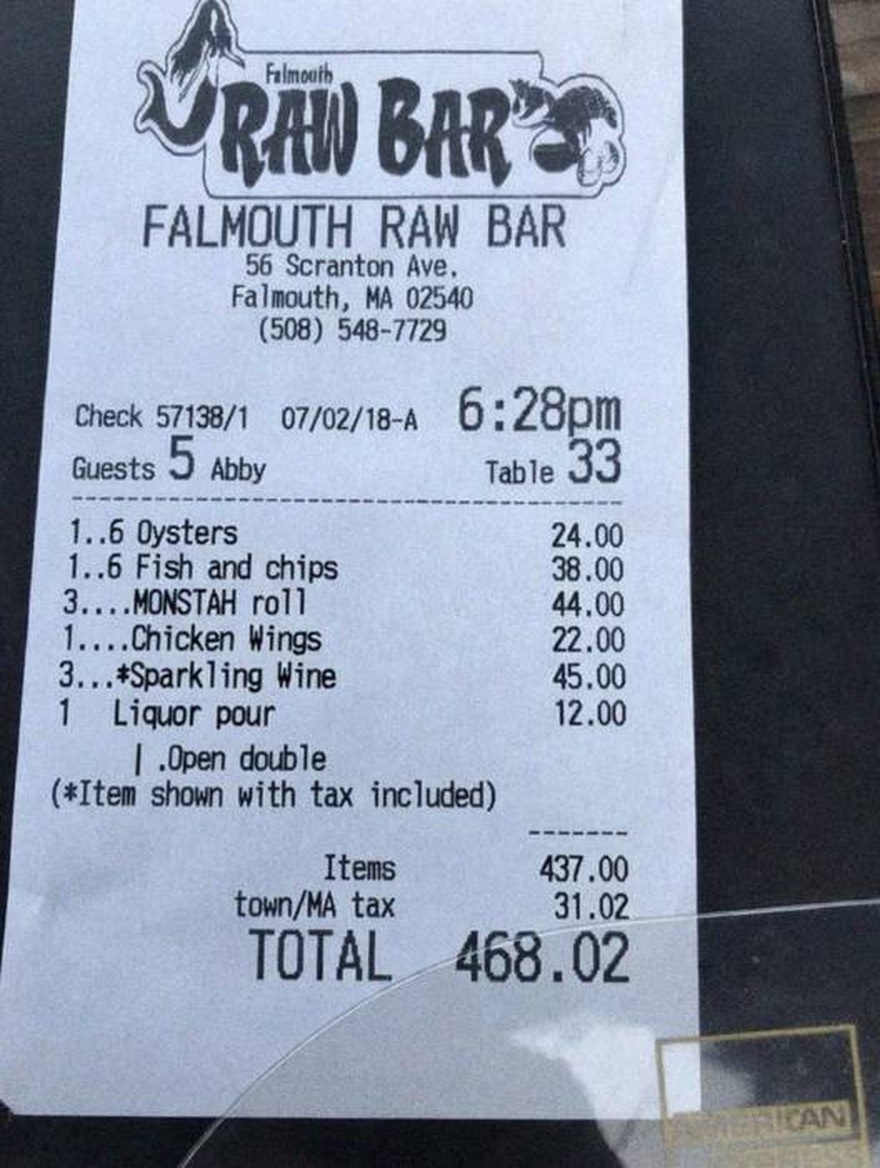 Falmouth
RAW BAR
FALMOUTH RAW BAR
56 Scranton Ave.
Falmouth, MA 02540
(508) 548-7729
Check 57138/1 07/02/18-A 6:28pm
Guests 5 Abby Table 33
1..6 Oysters 24.00
1..6 Fish and chips 38.00
3....MONSTAH roll 44.00
1....Chicken Wings 22.00
3...*Sparkling Wine 45.00
1 Liquor pour 12.00
| .Open double
(*Item shown with tax included)
Items 437.00
town/MA tax 31.02
TOTAL 468.02
AMERICAN
EXPRESS